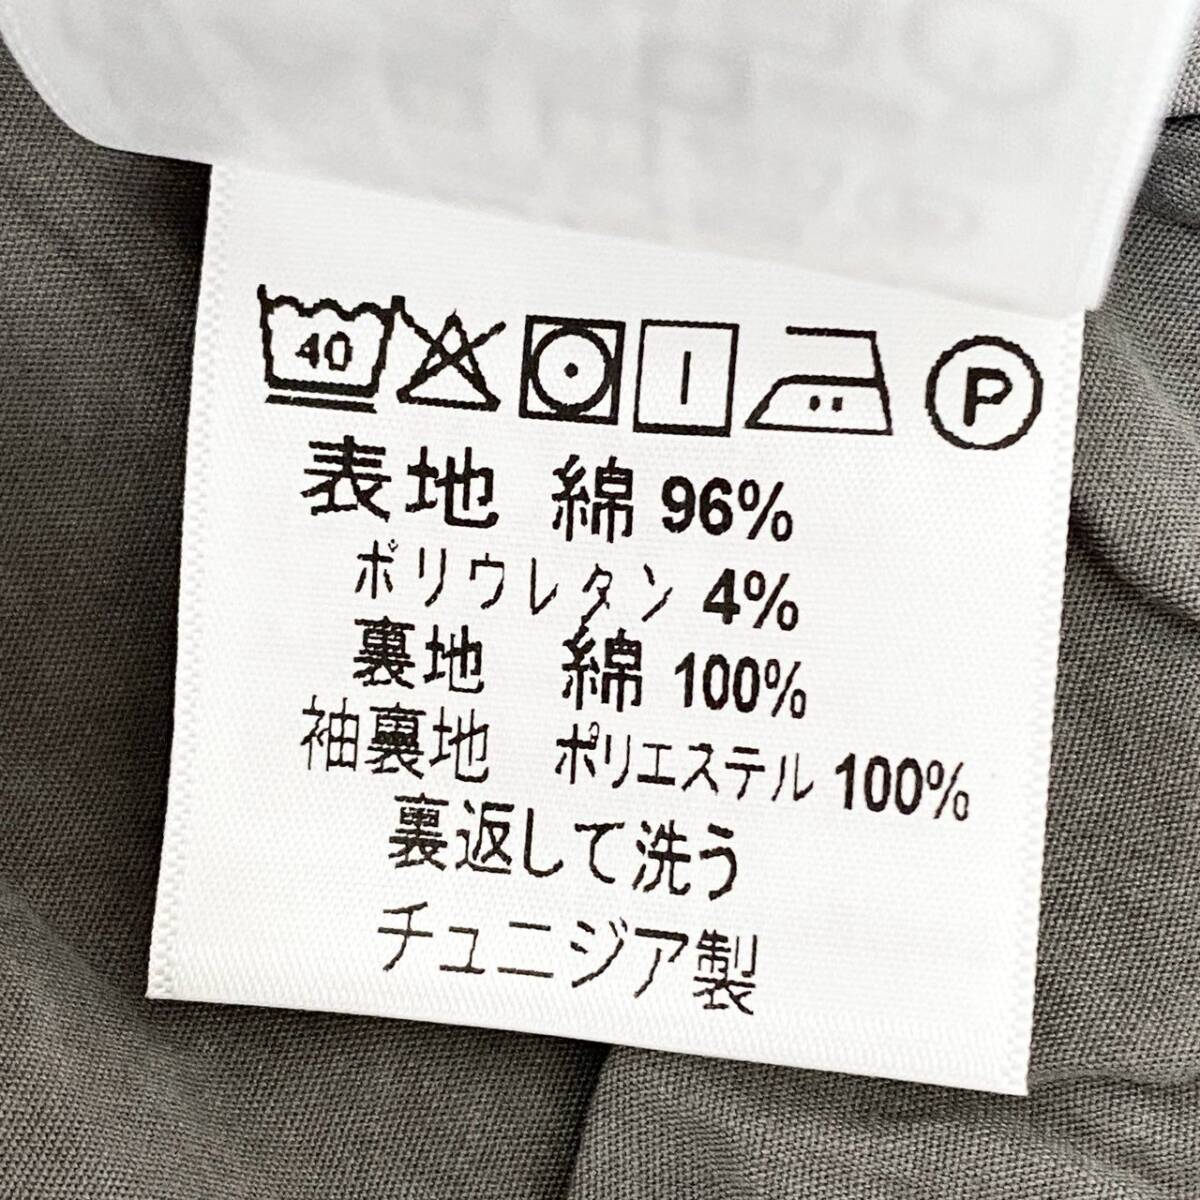 40 P
表地 綿 96%
ポリウレタン 4%
裏地 綿 100%
袖裏地 ポリエステル 100%
裏返して洗う
チュニジア製